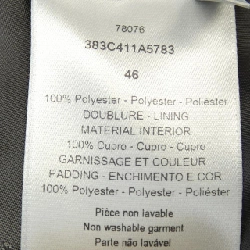 78076
383C411A5783
46
100% Polyester - Polyester - Poliéster
DOUBLURE - LINING
MATERIAL INTERIOR
100% Cupro - Cupro - Cupro
GARNISSAGE ET COULEUR
PADDING - ENCHIMENTO E COR
100% Polyester - Polyester - Poliéster
Pièce non lavable
Non washable garment
Parte não lavável